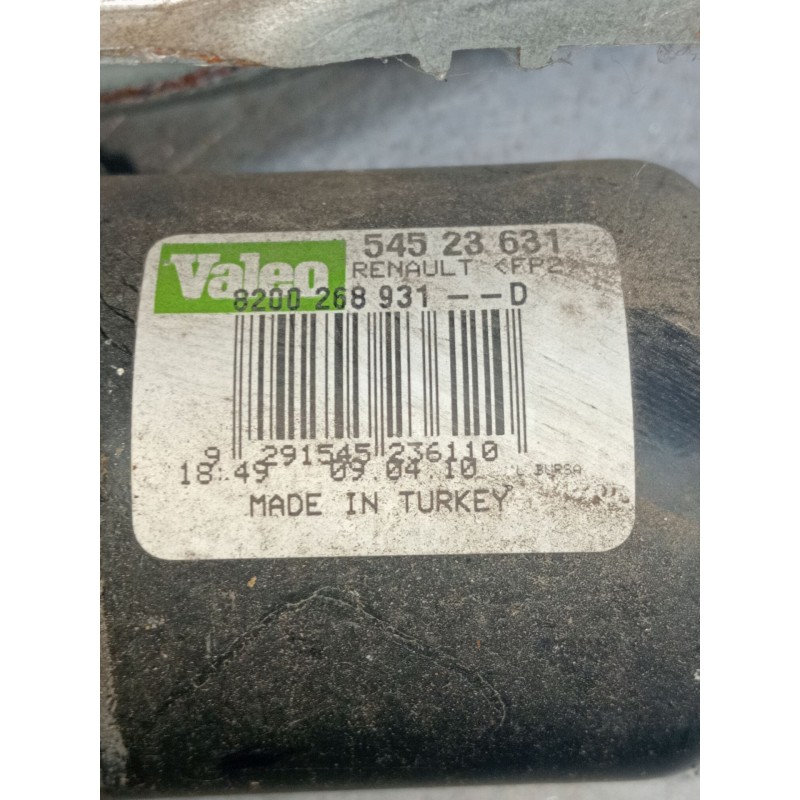 Valeo
545 23 631
RENAULT <FP2>
8200 268 931 -- D
9 291545 236110
18:49 09.04.10 BURSA
MADE IN TURKEY